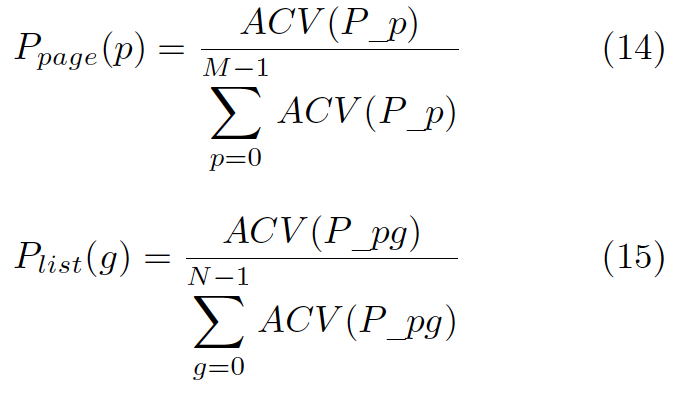 P_{page}(p) = \frac{ACV(P\_p)}{\sum_{p=0}^{M-1} ACV(P\_p)} (14)
P_{list}(g) = \frac{ACV(P\_pg)}{\sum_{g=0}^{N-1} ACV(P\_pg)} (15)